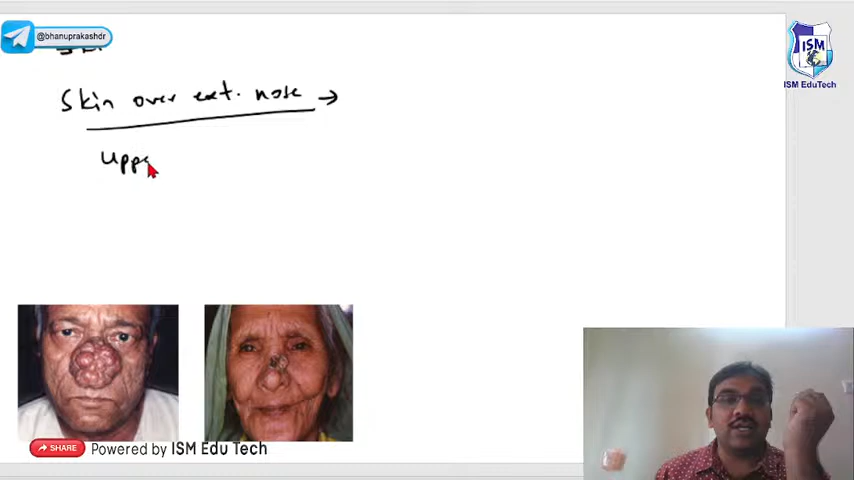 @bhanuprakashdr
ISM
ISM EduTech
Skin over ext. nose →
Uppe
SHARE Powered by ISM Edu Tech